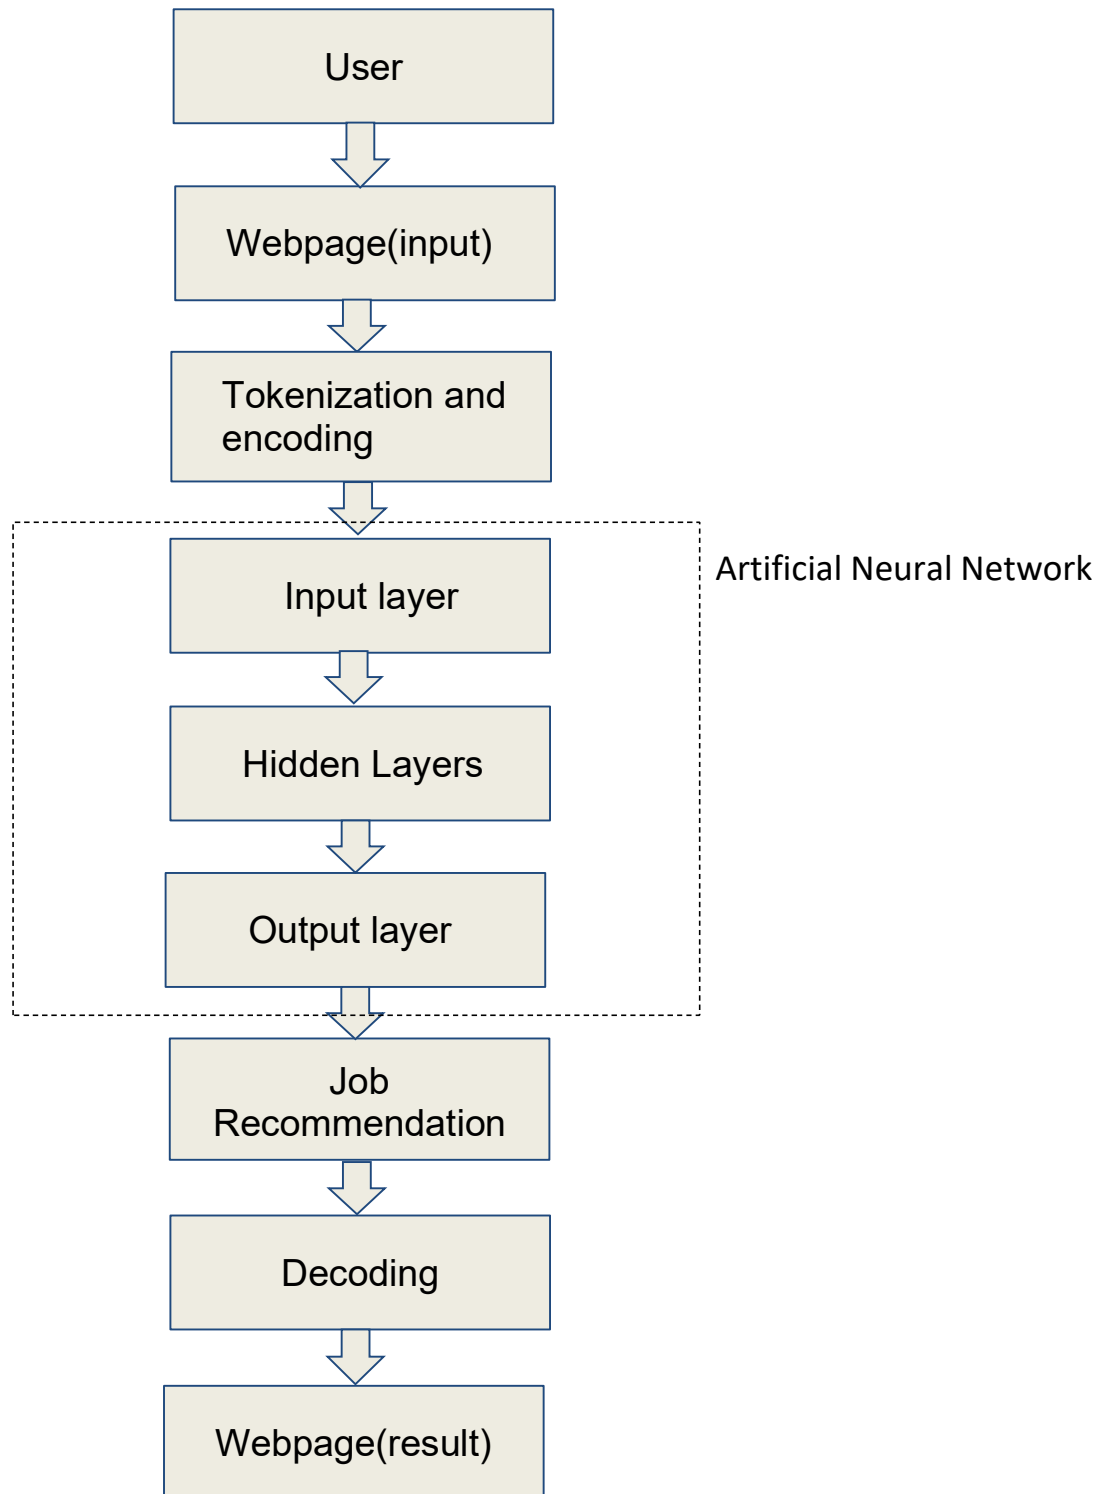 User
Webpage(input)
Tokenization and
encoding
Artificial Neural Network
Input layer
Hidden Layers
Output layer
Job
Recommendation
Decoding
Webpage(result)